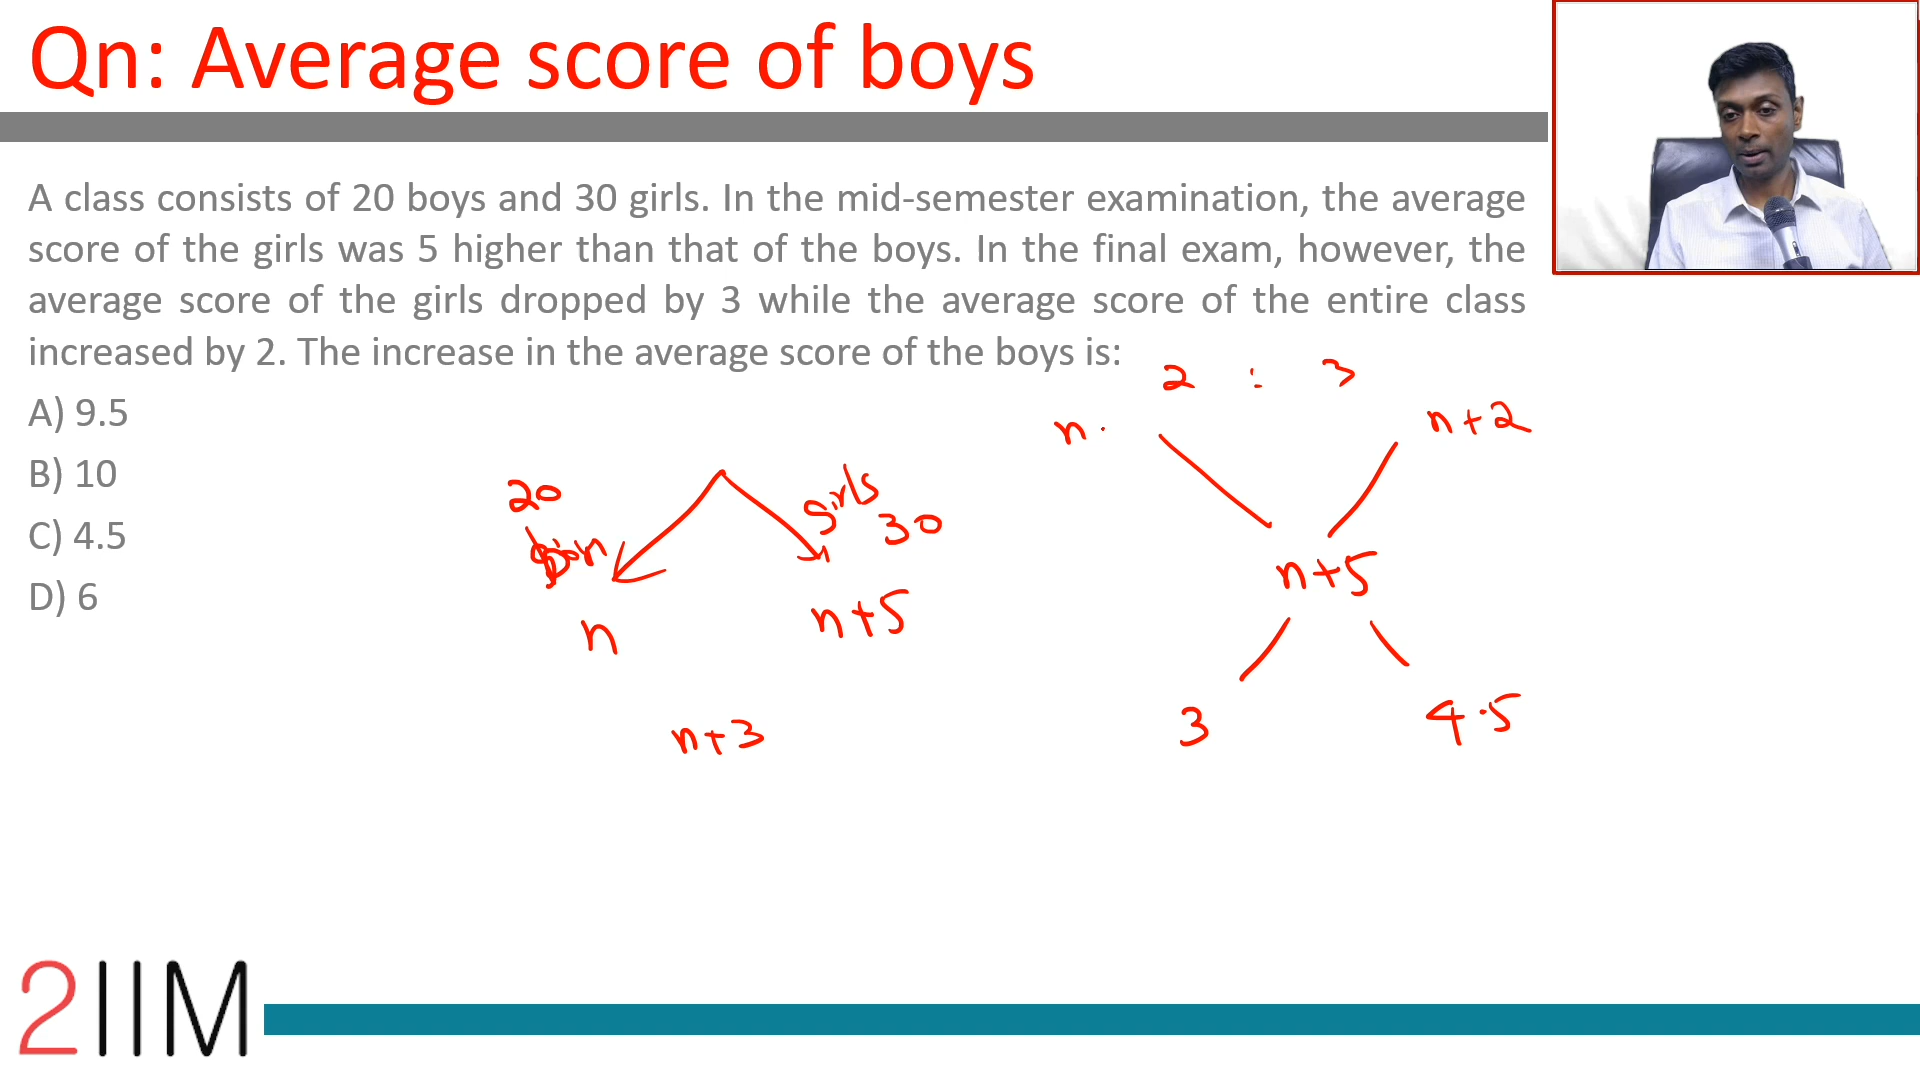 Qn: Average score of boys
A class consists of 20 boys and 30 girls. In the mid-semester examination, the average
score of the girls was 5 higher than that of the boys. In the final exam, however, the
average score of the girls dropped by 3 while the average score of the entire class
increased by 2. The increase in the average score of the boys is:
2 : 3
A) 9.5
n.
n+2
B) 10
20
girls
30
C) 4.5
n+5
D) 6
n
n+5
n+3
3
4.5
2IIM